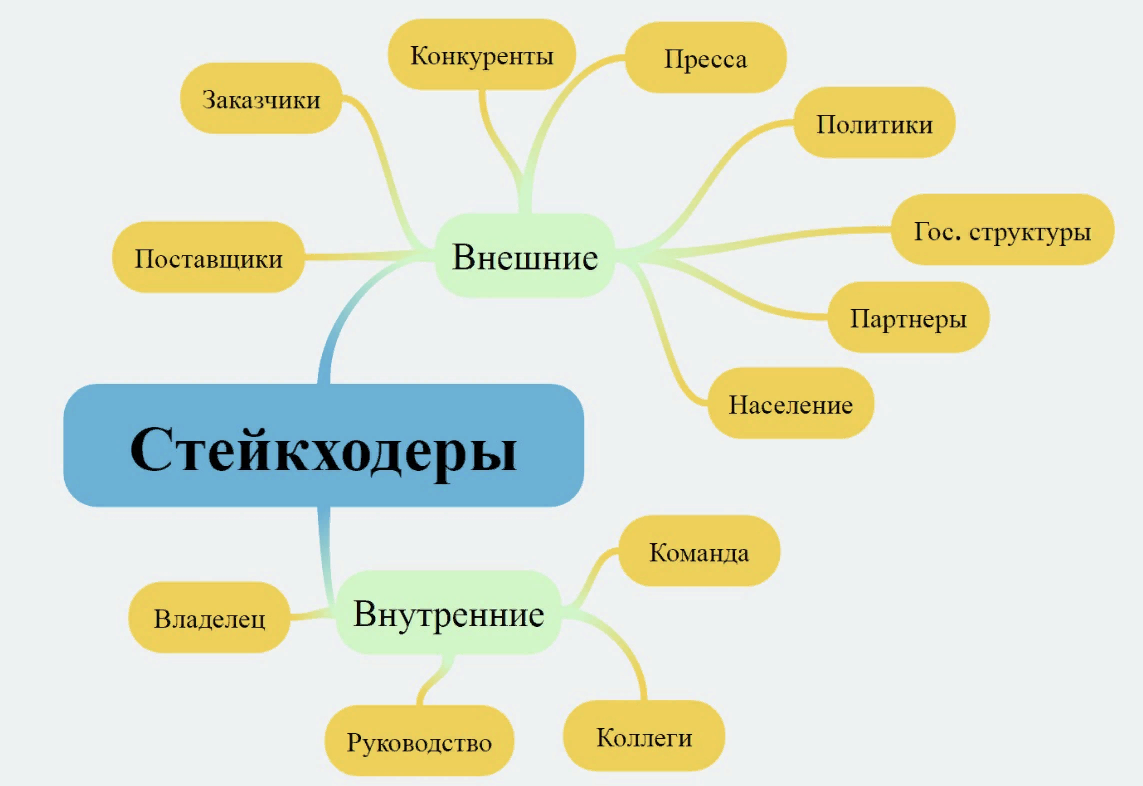 Конкуренты
Пресса
Заказчики
Политики
Гос. структуры
Внешние
Поставщики
Партнеры
Население
Стейкходеры
Команда
Внутренние
Владелец
Руководство
Коллеги